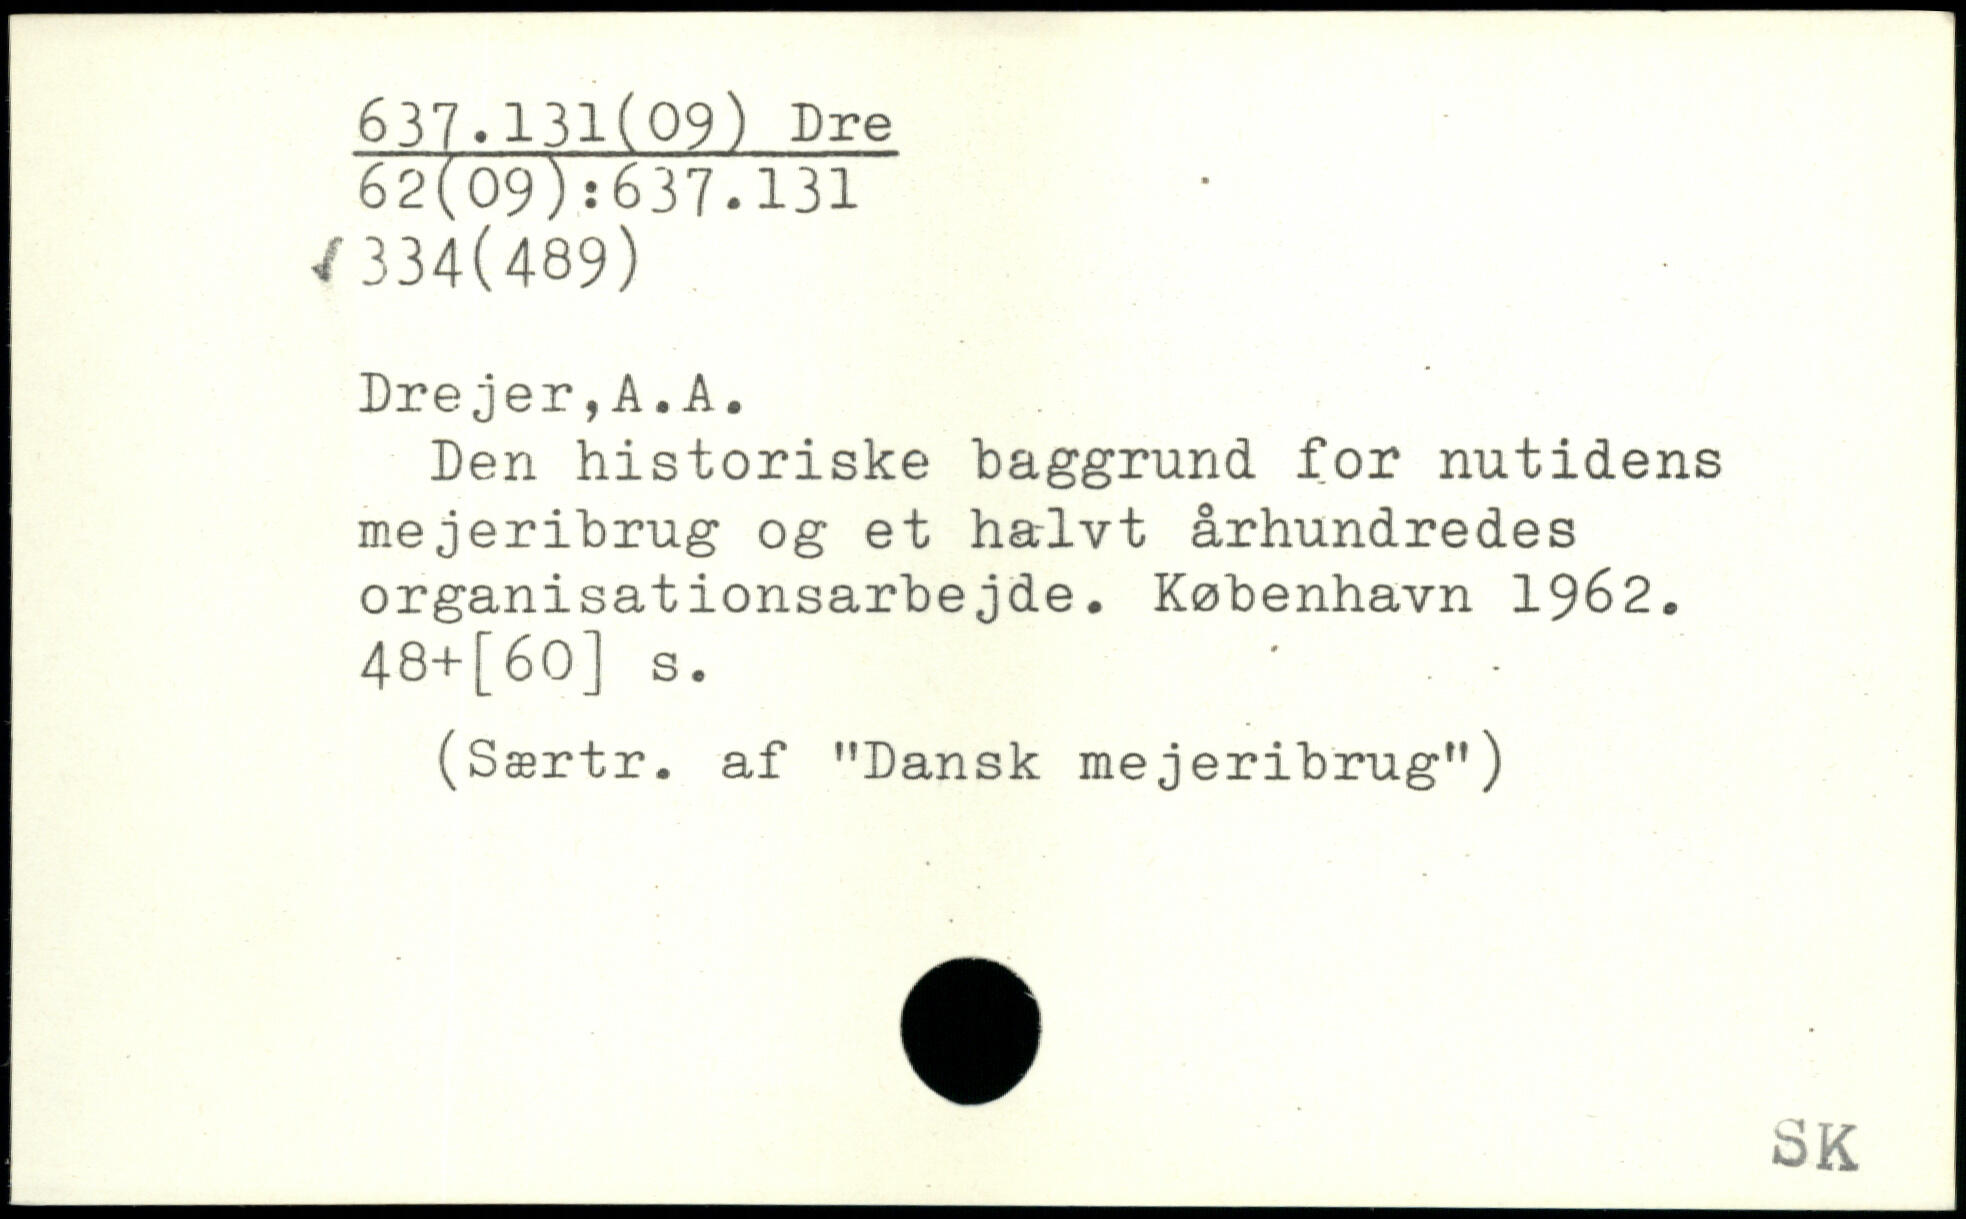 637.131(09) Dre
62(09):637.131
✓334(489)
Drejer,A.A.
Den historiske baggrund for nutidens
mejeribrug og et halvt århundredes
organisationsarbejde. København 1962.
48+[60] s.
(Særtr. af "Dansk mejeribrug")
SK